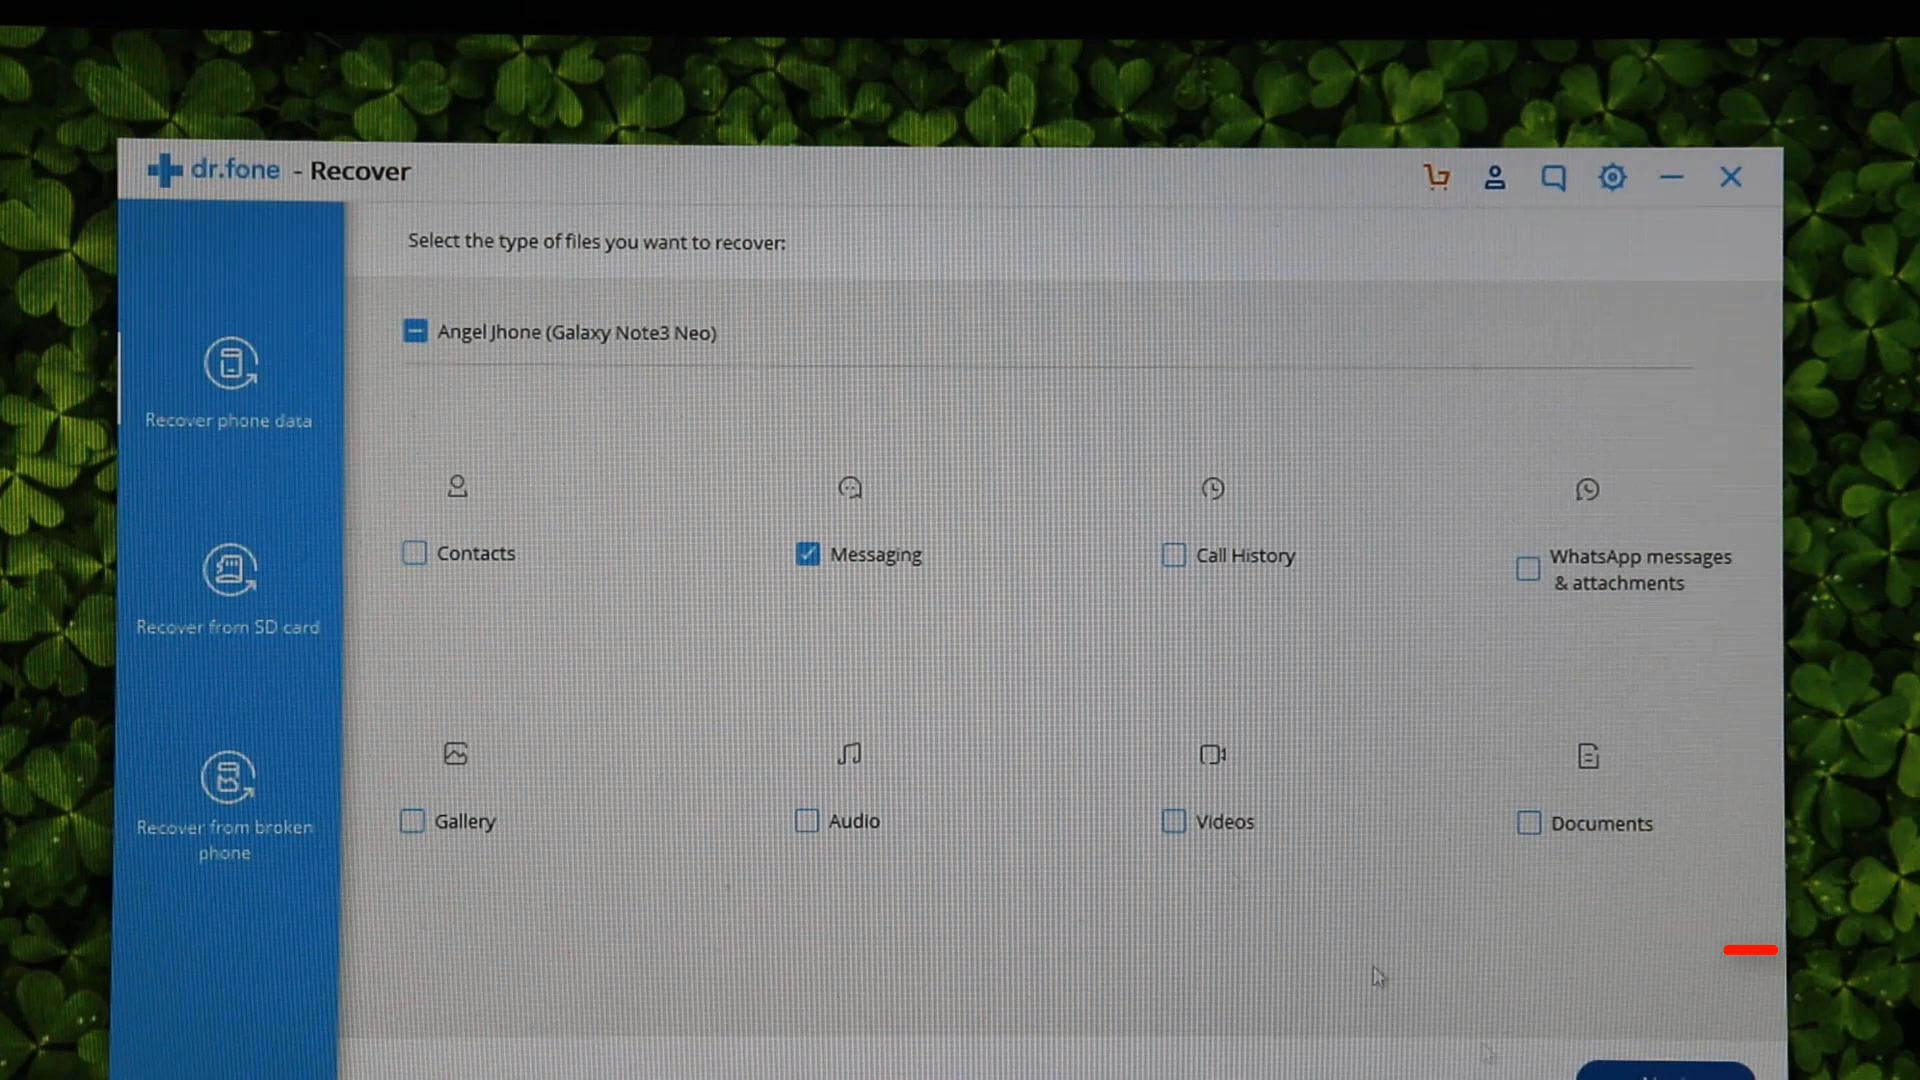 dr.fone - Recover
Select the type of files you want to recover:
Angel Jhone (Galaxy Note3 Neo)
Recover phone data
Contacts
Messaging
Call History
WhatsApp messages
& attachments
Recover from SD card
Gallery
Audio
Videos
Documents
Recover from broken
phone